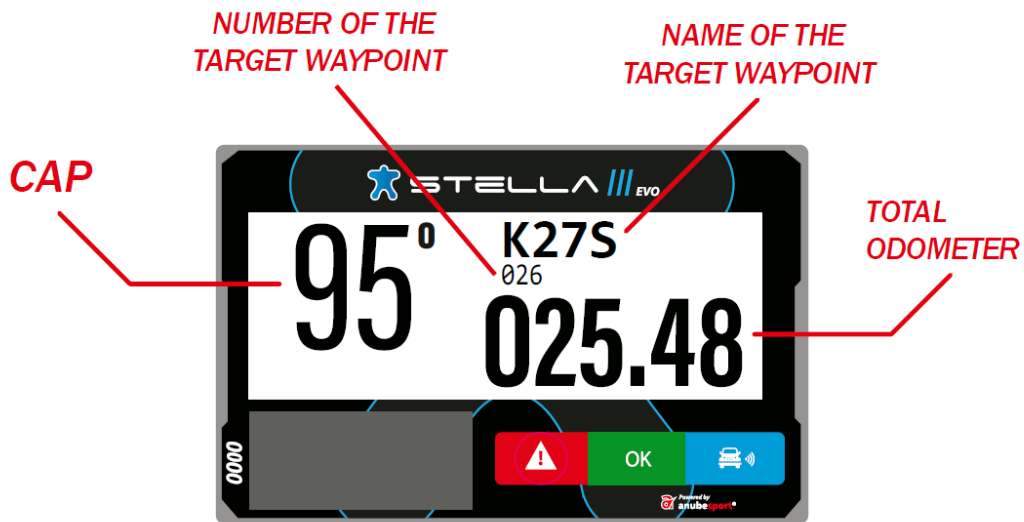 NUMBER OF THE
TARGET WAYPOINT
NAME OF THE
TARGET WAYPOINT
CAP
TOTAL
ODOMETER
STELLA III EVO
95°
K27S
026
025.48
0000
OK
Powered by
anubesport